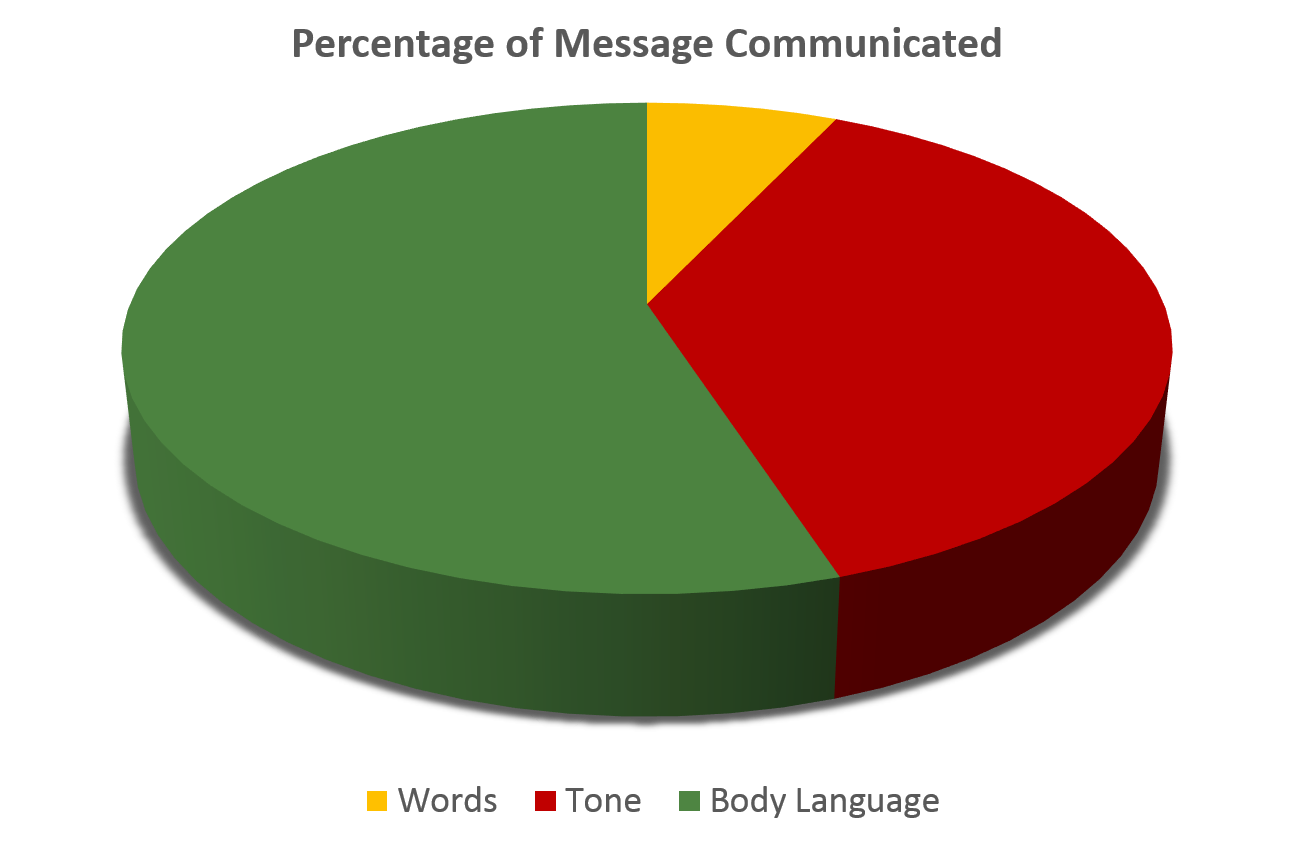 Percentage of Message Communicated
Words Tone Body Language